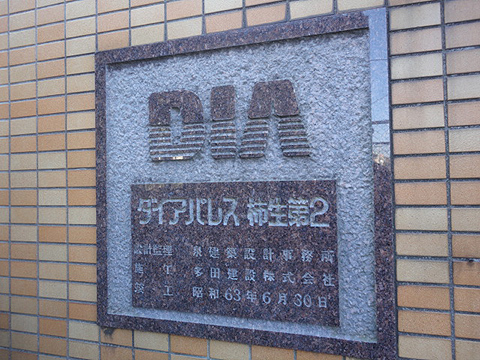 DIA
ダイアパレス 柿生第2
設計監理 泉建築設計事務所
施工 多田建設株式会社
竣工 昭和63年6月30日